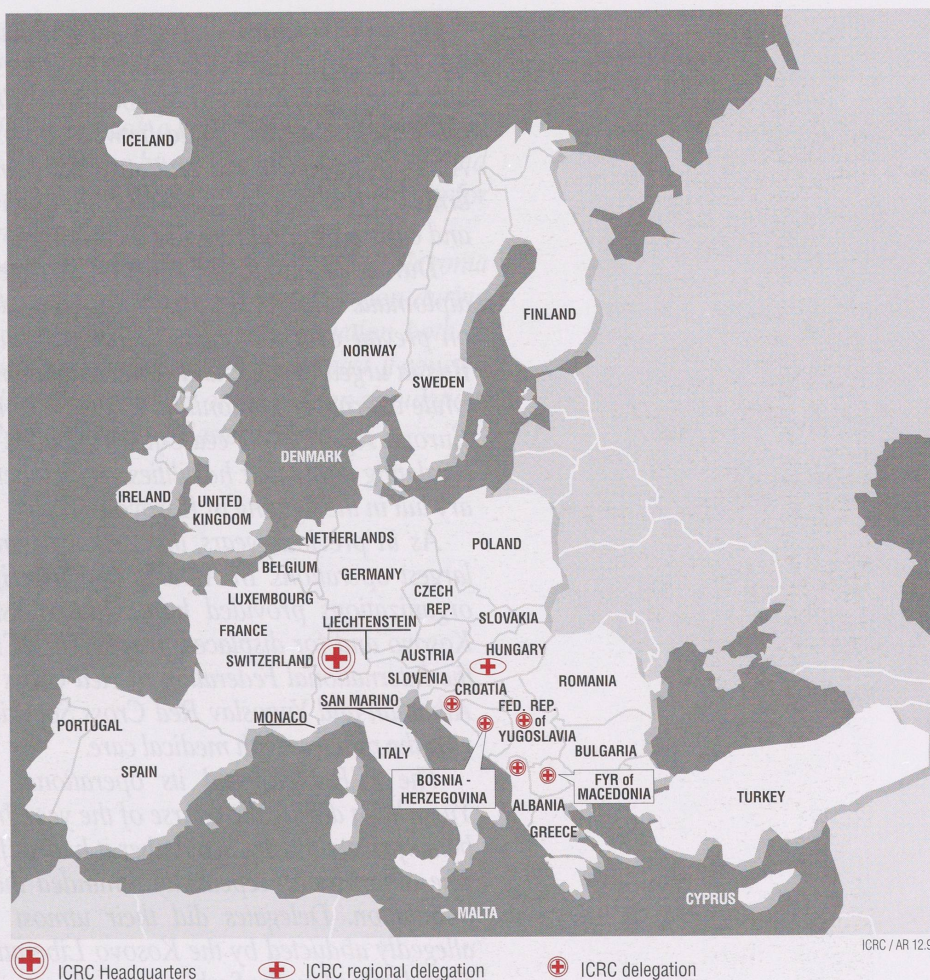 ICELAND
FINLAND
NORWAY
SWEDEN
DENMARK
IRELAND
UNITED
KINGDOM
NETHERLANDS
POLAND
BELGIUM
GERMANY
LUXEMBOURG
CZECH
REP.
SLOVAKIA
LIECHTENSTEIN
FRANCE
SWITZERLAND
AUSTRIA
HUNGARY
SLOVENIA
ROMANIA
CROATIA
SAN MARINO
FED. REP.
of
YUGOSLAVIA
MONACO
PORTUGAL
ITALY
BULGARIA
SPAIN
BOSNIA -
HERZEGOVINA
FYR of
MACEDONIA
TURKEY
ALBANIA
GREECE
CYPRUS
MALTA
ICRC / AR 12.9
ICRC Headquarters
ICRC regional delegation
ICRC delegation